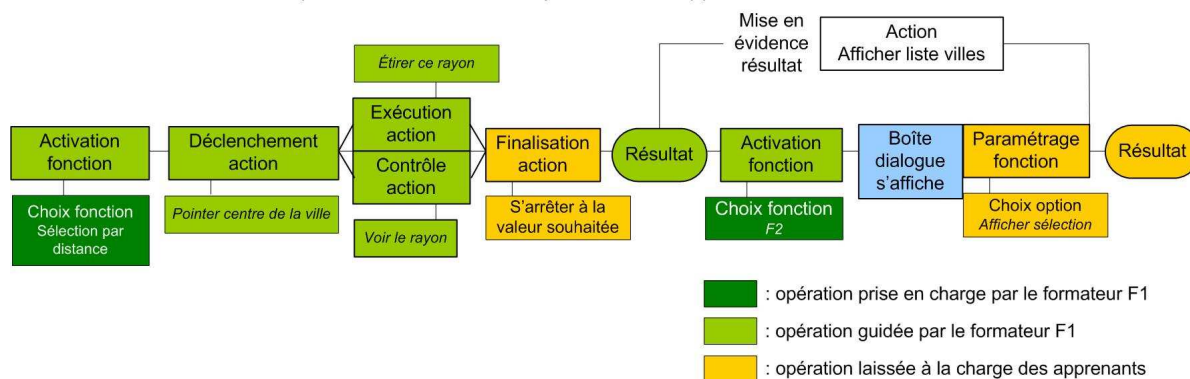 Mise en
évidence
résultat
Action
Afficher liste villes
Étirer ce rayon
Activation
fonction
Déclenchement
action
Exécution
action
Contrôle
action
Finalisation
action
Résultat
Activation
fonction
Boîte
dialogue
s'affiche
Paramétrage
fonction
Résultat
Choix fonction
Sélection par
distance
Pointer centre de la ville
Voir le rayon
S'arrêter à la
valeur souhaitée
Choix fonction
F2
Choix option
Afficher sélection
: opération prise en charge par le formateur F1
: opération guidée par le formateur F1
: opération laissée à la charge des apprenants